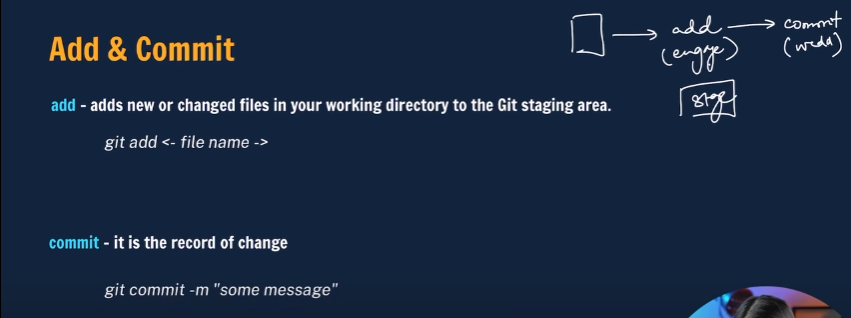 Add & Commit
add - adds new or changed files in your working directory to the Git staging area.
git add <- file name ->
commit - it is the record of change
git commit -m "some message"
add
commit
(engage)
stage